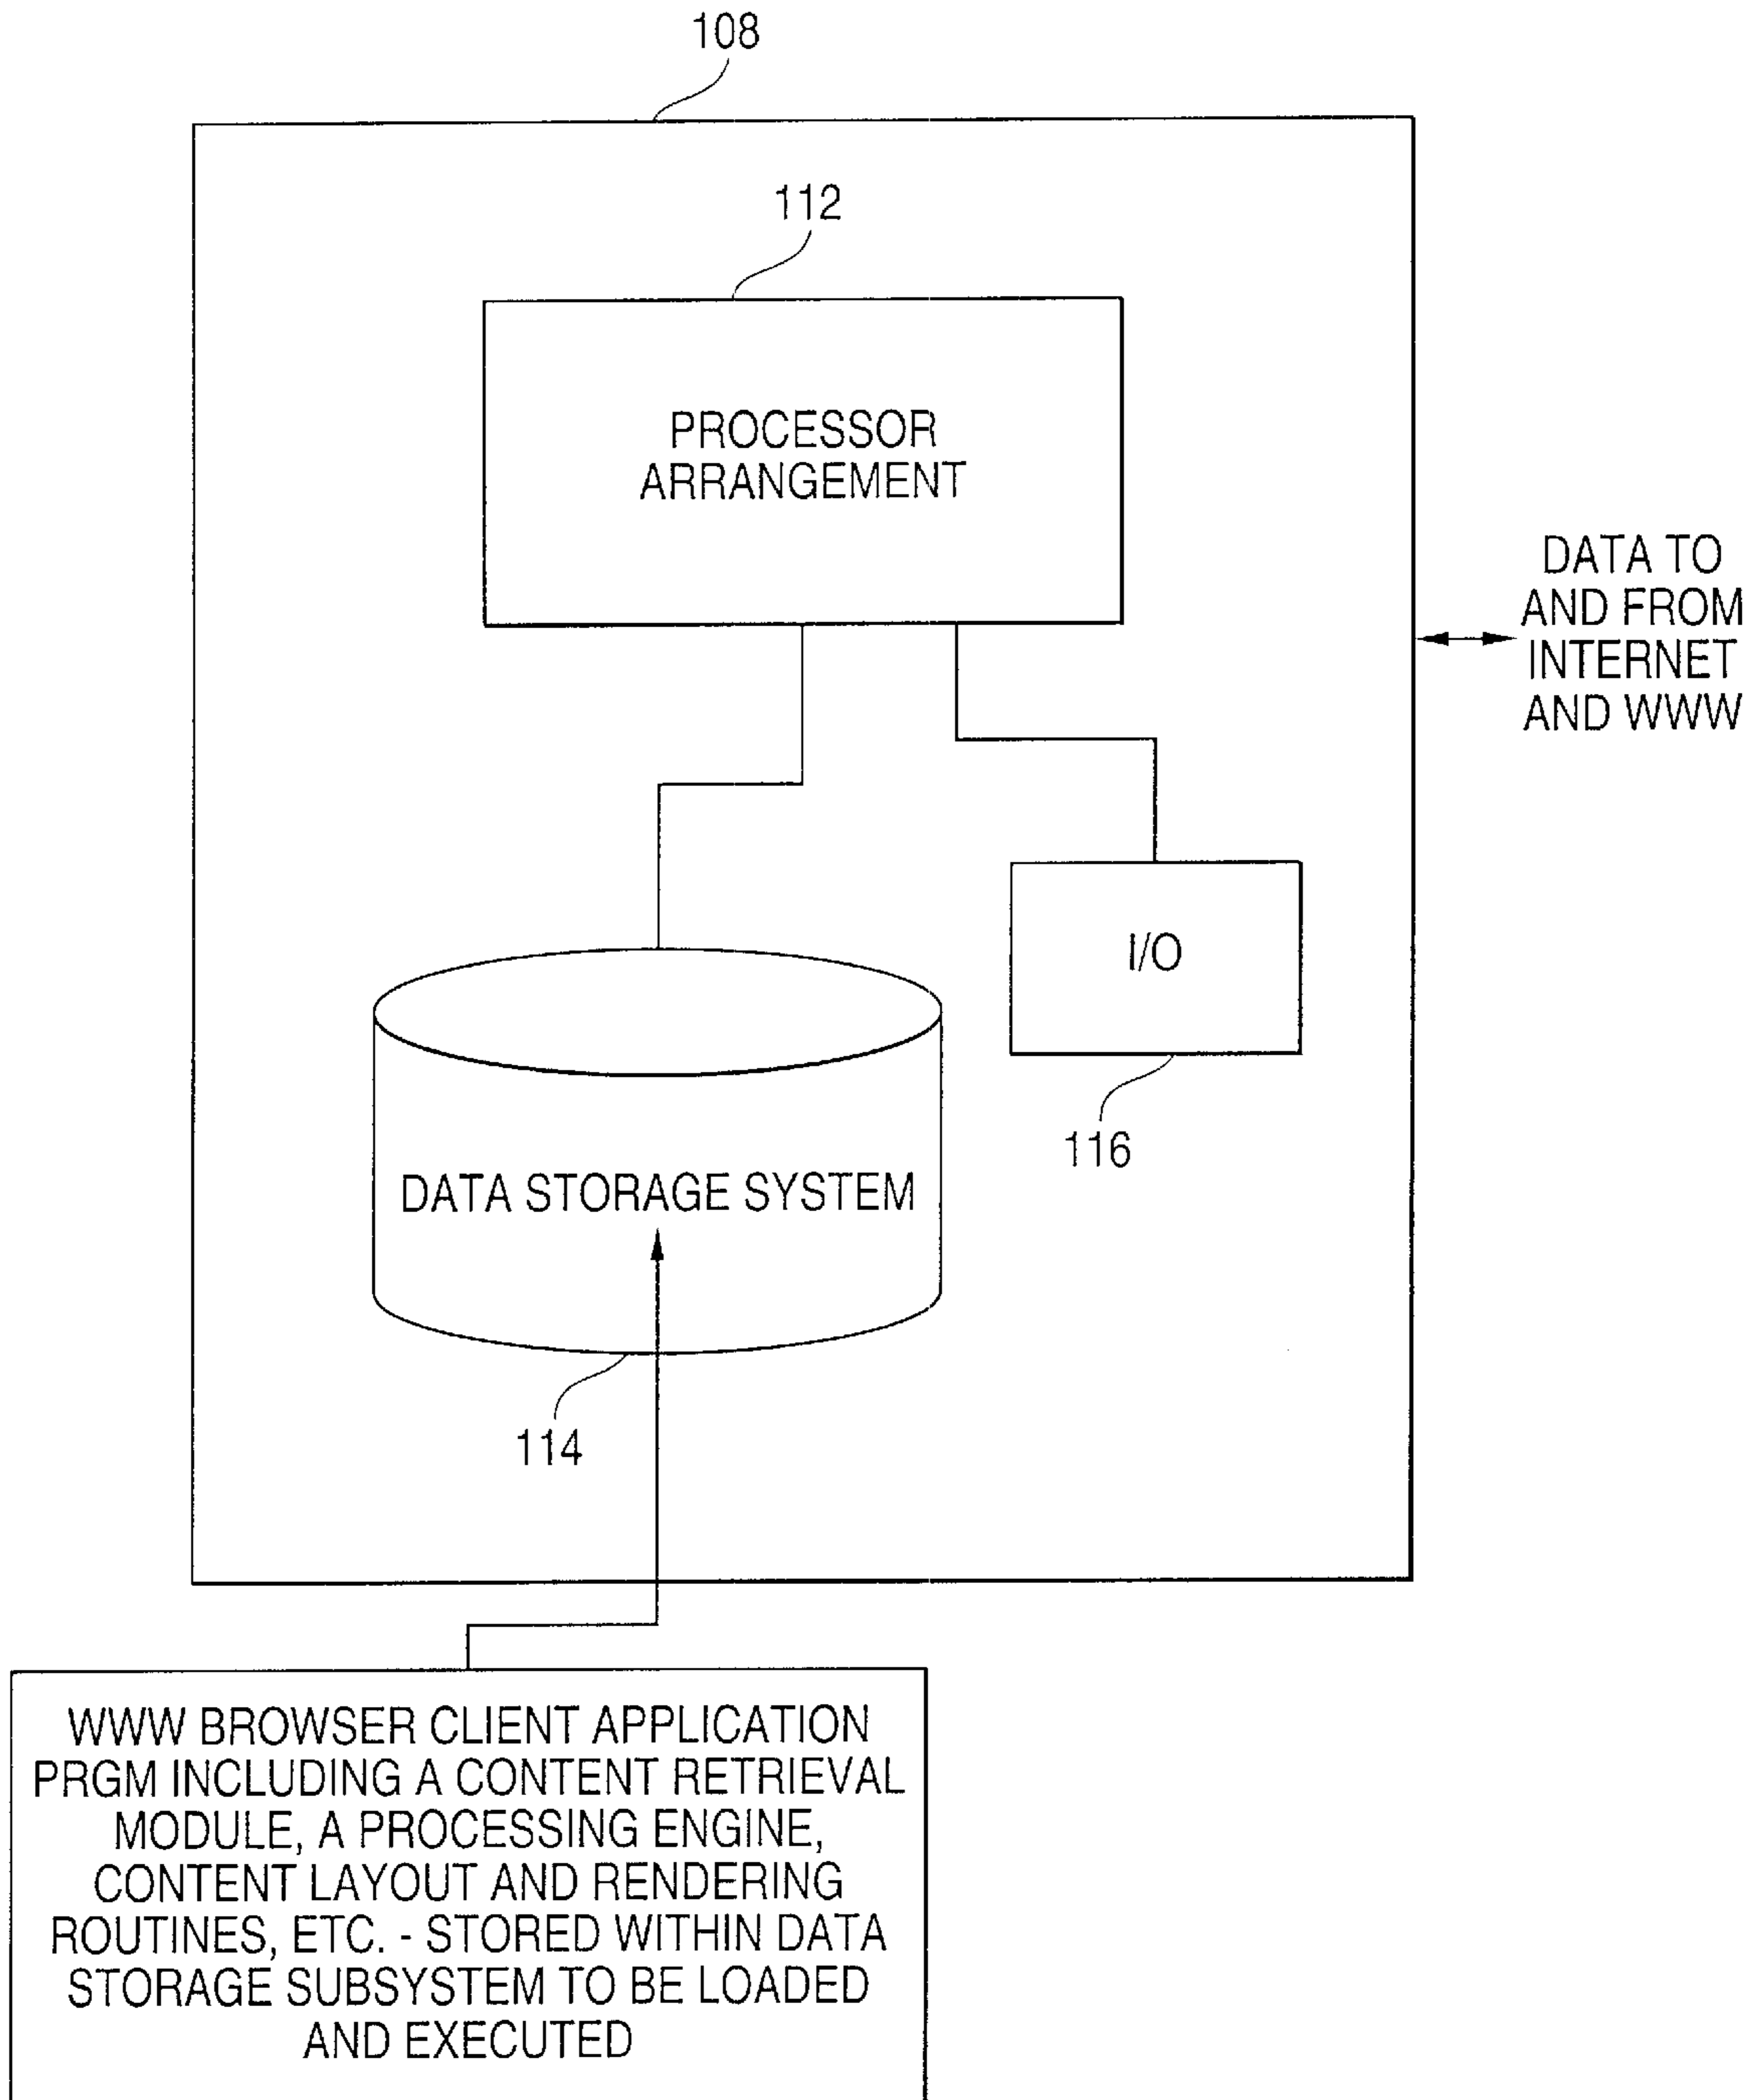 108
112
PROCESSOR
ARRANGEMENT
DATA TO
AND FROM
INTERNET
AND WWW
I/O
116
DATA STORAGE SYSTEM
114
WWW BROWSER CLIENT APPLICATION
PRGM INCLUDING A CONTENT RETRIEVAL
MODULE, A PROCESSING ENGINE,
CONTENT LAYOUT AND RENDERING
ROUTINES, ETC. - STORED WITHIN DATA
STORAGE SUBSYSTEM TO BE LOADED
AND EXECUTED